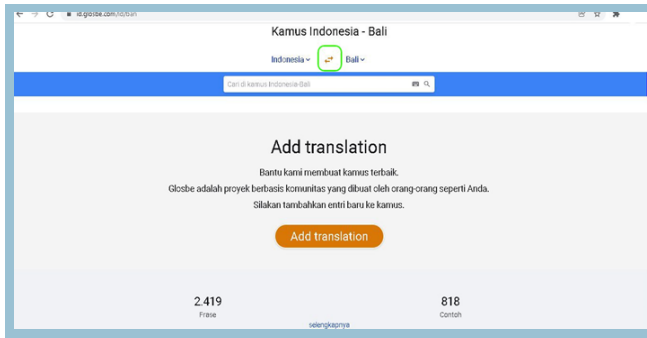 id.glosbe.com/id/ban
Kamus Indonesia - Bali
Indonesia Bali
Cari di kamus Indonesia-Bali
Add translation
Bantu kami membuat kamus terbaik.
Glosbe adalah proyek berbasis komunitas yang dibuat oleh orang-orang seperti Anda.
Silakan tambahkan entri baru ke kamus.
Add translation
2.419 818
Frase Contoh
selengkapnya